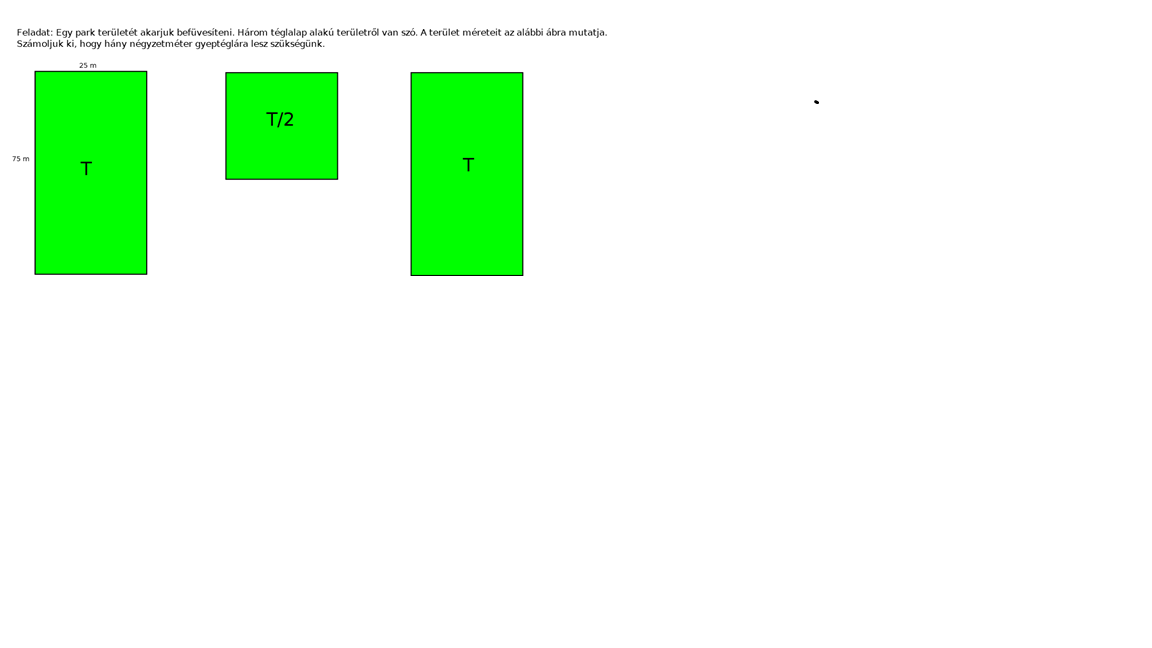 Feladat: Egy park területét akarjuk befüvesíteni. Három téglalap alakú területről van szó. A terület méreteit az alábbi ábra mutatja.
Számoljuk ki, hogy hány négyzetméter gyeptéglára lesz szükségünk.
25 m
75 m
T
T/2
T